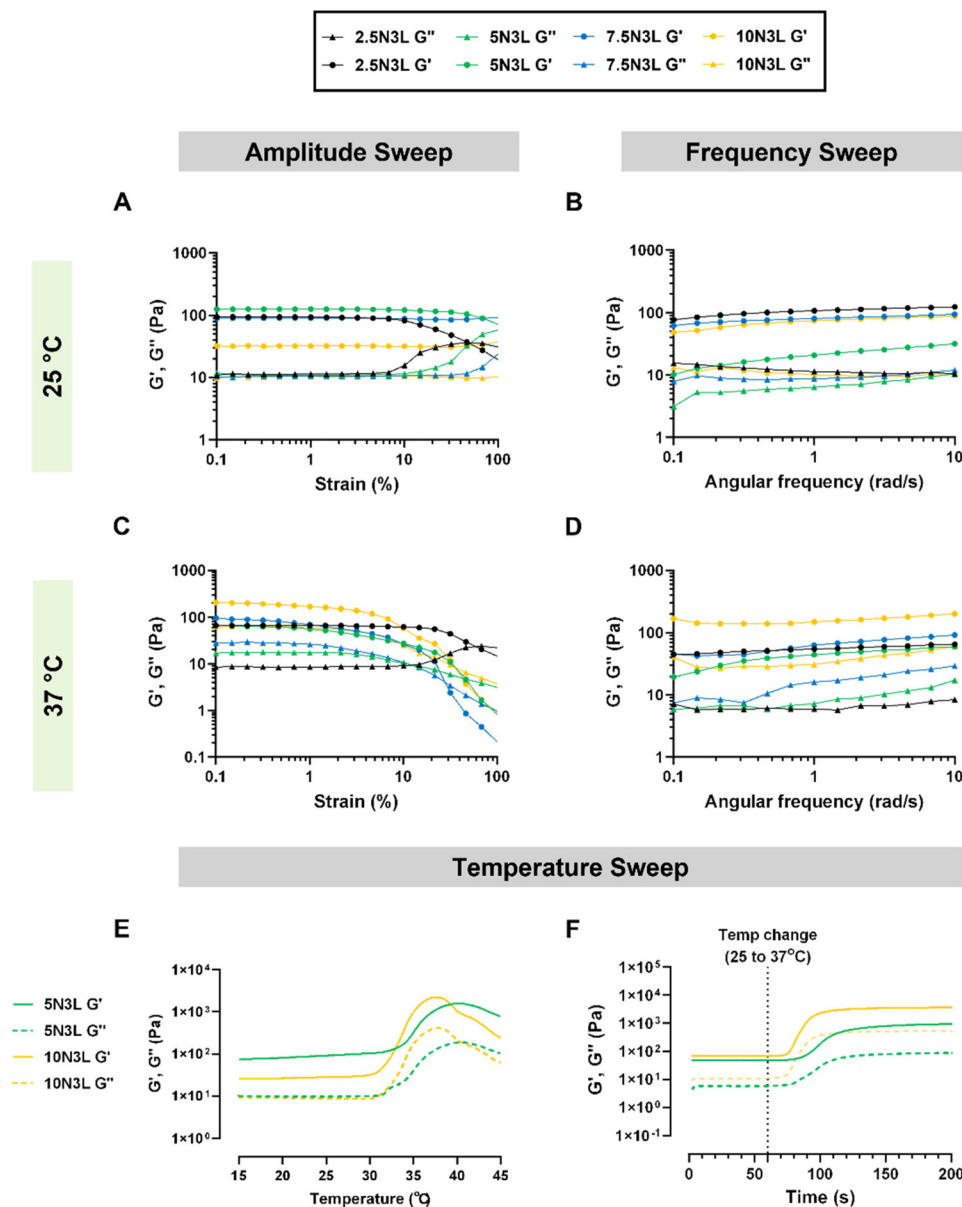 2.5N3L G" 5N3L G" 7.5N3L G' 10N3L G'
2.5N3L G' 5N3L G' 7.5N3L G" 10N3L G"
Amplitude Sweep Frequency Sweep
A B
25 °C
G', G" (Pa)
1000
100
10
1
0.1 1 10 100
Strain (%)
G', G" (Pa)
1000
100
10
1
0.1 1 10
Angular frequency (rad/s)
C D
37 °C
G', G" (Pa)
1000
100
10
1
0.1
0.1 1 10 100
Strain (%)
G', G" (Pa)
1000
100
10
1
0.1 1 10
Angular frequency (rad/s)
Temperature Sweep
E F
5N3L G'
5N3L G"
10N3L G'
10N3L G"
G', G" (Pa)
1×10⁴
1×10³
1×10²
1×10¹
1×10⁰
15 20 25 30 35 40 45
Temperature (°C)
Temp change
(25 to 37°C)
G', G" (Pa)
1×10⁵
1×10⁴
1×10³
1×10²
1×10¹
1×10⁰
1×10⁻¹
0 50 100 150 200
Time (s)